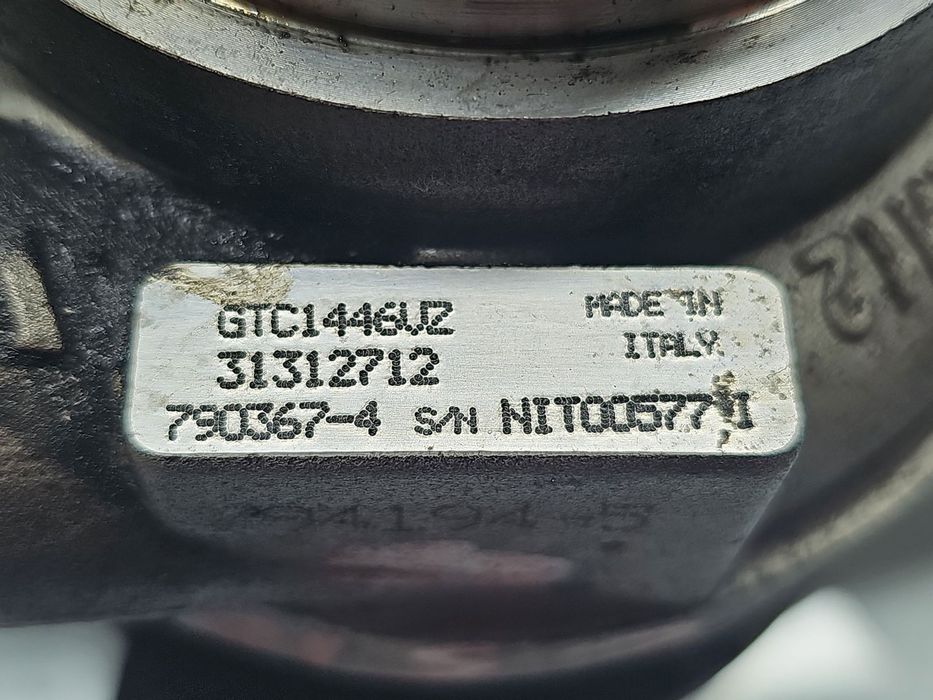 GTC1446VZ
MADE IN
31312712
ITALY
790367-4 S/N